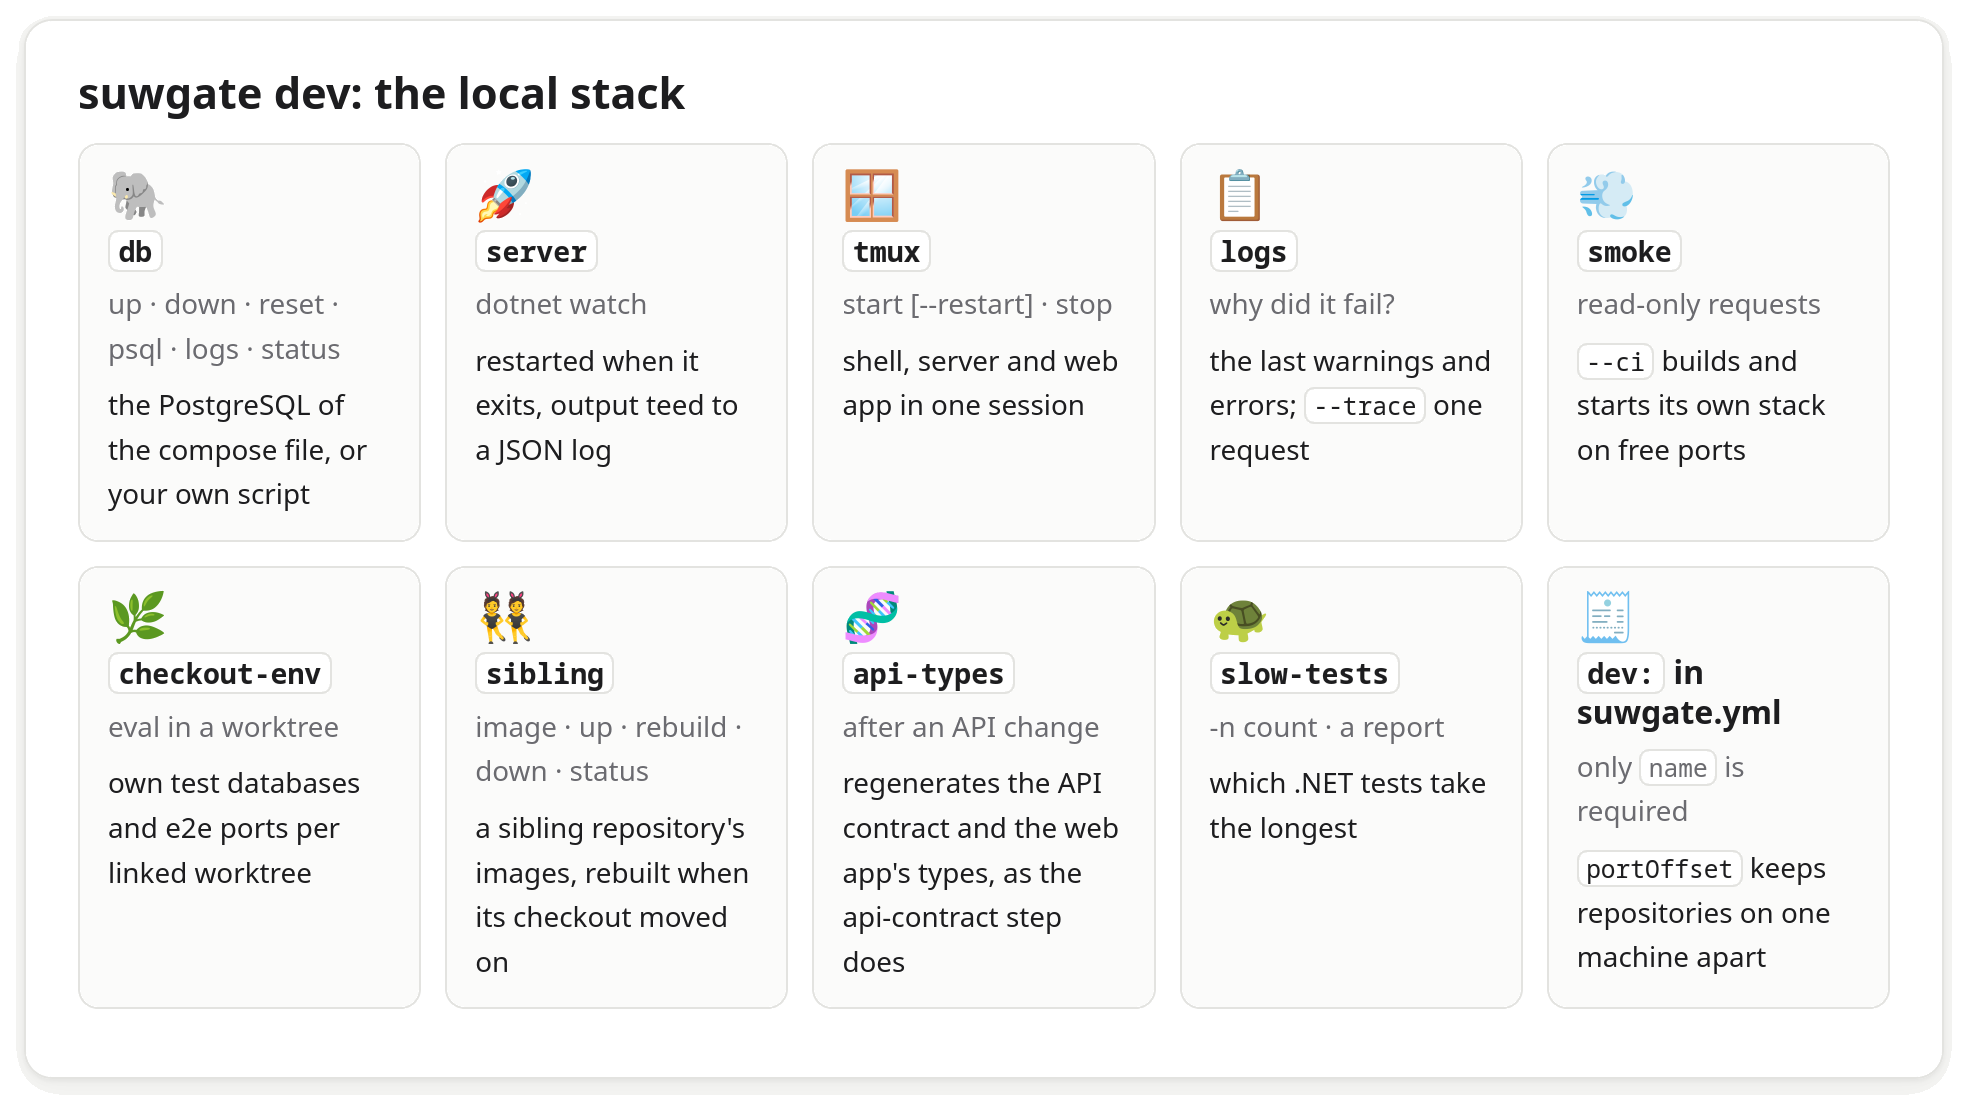 suwgate dev: the local stack
db
up · down · reset ·
psql · logs · status
the PostgreSQL of
the compose file, or
your own script
server
dotnet watch
restarted when it
exits, output teed to
a JSON log
tmux
start [--restart] · stop
shell, server and web
app in one session
logs
why did it fail?
the last warnings and
errors; --trace one
request
smoke
read-only requests
--ci builds and
starts its own stack
on free ports
checkout-env
eval in a worktree
own test databases
and e2e ports per
linked worktree
sibling
image · up · rebuild ·
down · status
a sibling repository's
images, rebuilt when
its checkout moved
on
api-types
after an API change
regenerates the API
contract and the web
app's types, as the
api-contract step
does
slow-tests
-n count · a report
which .NET tests take
the longest
dev: in
suwgate.yml
only name is
required
portOffset keeps
repositories on one
machine apart